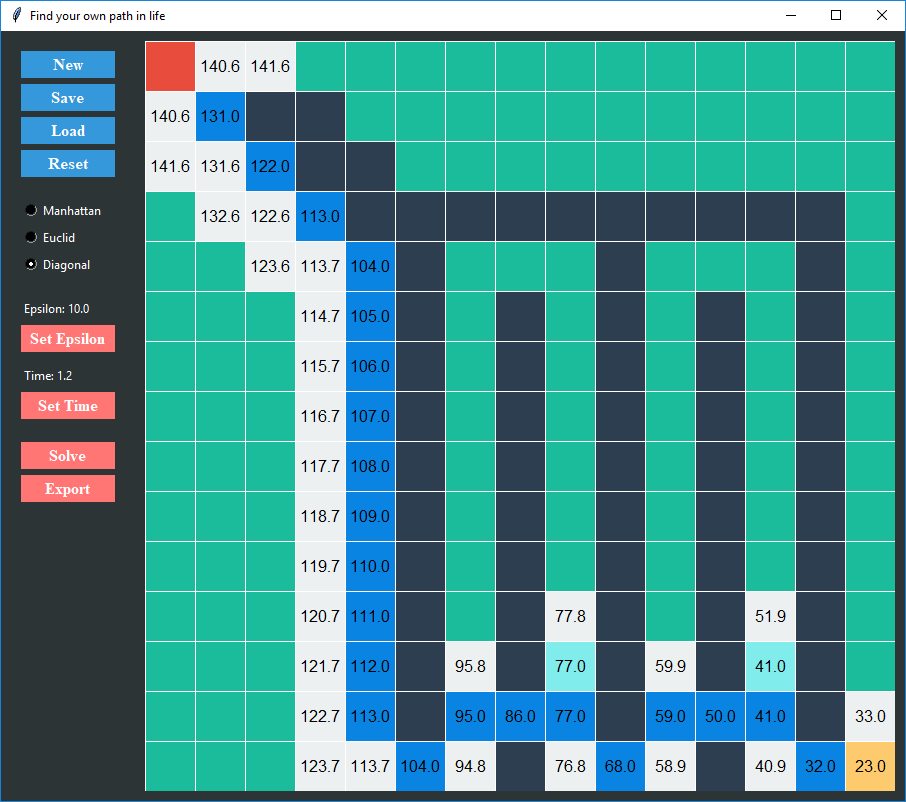 Find your own path in life
New
Save
Load
Reset
Manhattan
Euclid
Diagonal
Epsilon: 10.0
Set Epsilon
Time: 1.2
Set Time
Solve
Export
140.6 141.6
140.6 131.0
141.6 131.6 122.0
132.6 122.6 113.0
123.6 113.7 104.0
114.7 105.0
115.7 106.0
116.7 107.0
117.7 108.0
118.7 109.0
119.7 110.0
120.7 111.0 77.8 51.9
121.7 112.0 95.8 77.0 59.9 41.0
122.7 113.0 95.0 86.0 77.0 59.0 50.0 41.0 33.0
123.7 113.7 104.0 94.8 76.8 68.0 58.9 40.9 32.0 23.0